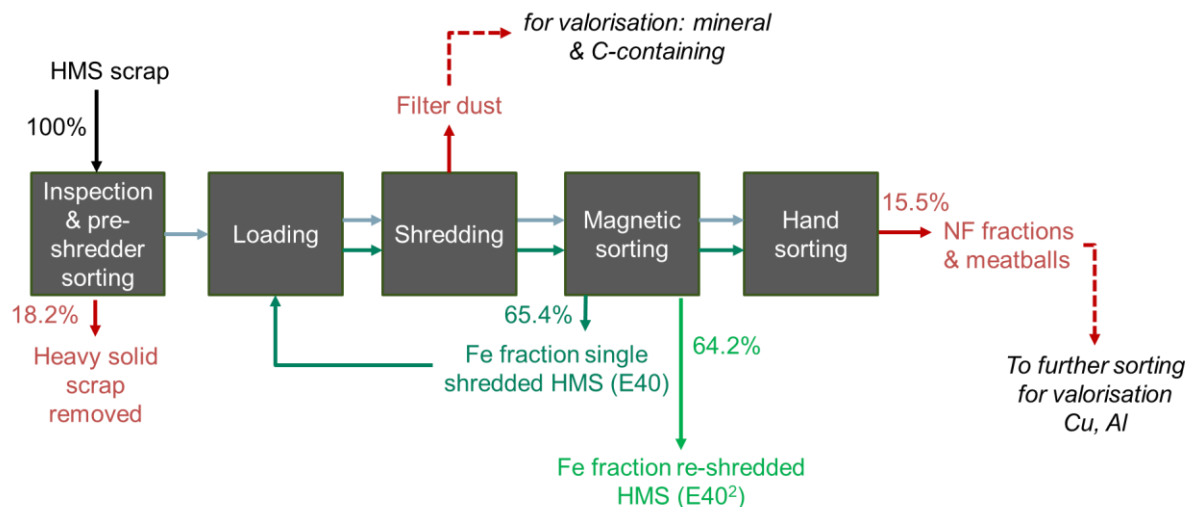 for valorisation: mineral
& C-containing
HMS scrap
100%
Filter dust
Inspection
& pre-
shredder
sorting
Loading
Shredding
Magnetic
sorting
Hand
sorting
15.5%
NF fractions
& meatballs
18.2%
Heavy solid
scrap
removed
65.4%
Fe fraction single
shredded HMS (E40)
64.2%
To further sorting
for valorisation
Cu, Al
Fe fraction re-shredded
HMS (E40²)